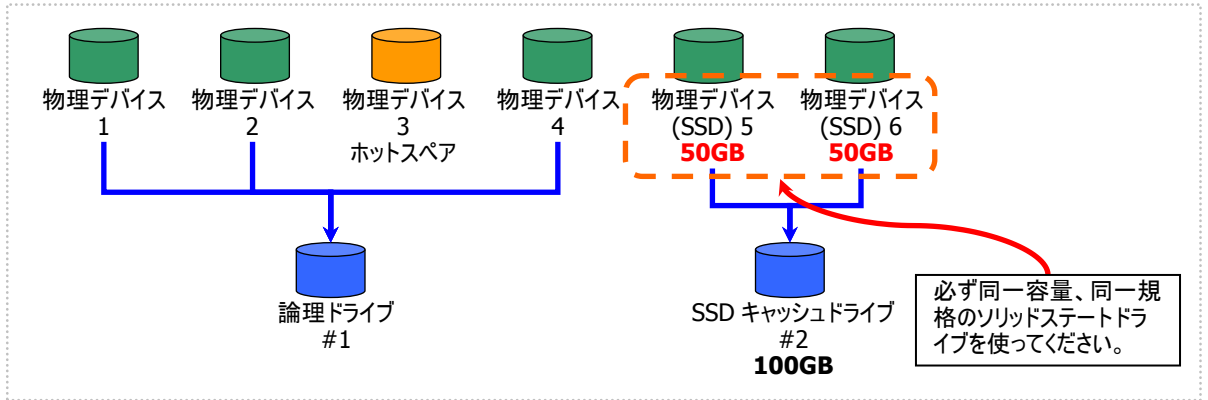 物理デバイス
1
物理デバイス
2
物理デバイス
3
ホットスペア
物理デバイス
4
物理デバイス
(SSD) 5
50GB
物理デバイス
(SSD) 6
50GB
論理ドライブ
#1
SSD キャッシュドライブ
#2
100GB
必ず同一容量、同一規
格のソリッドステートドラ
イブを使ってください。